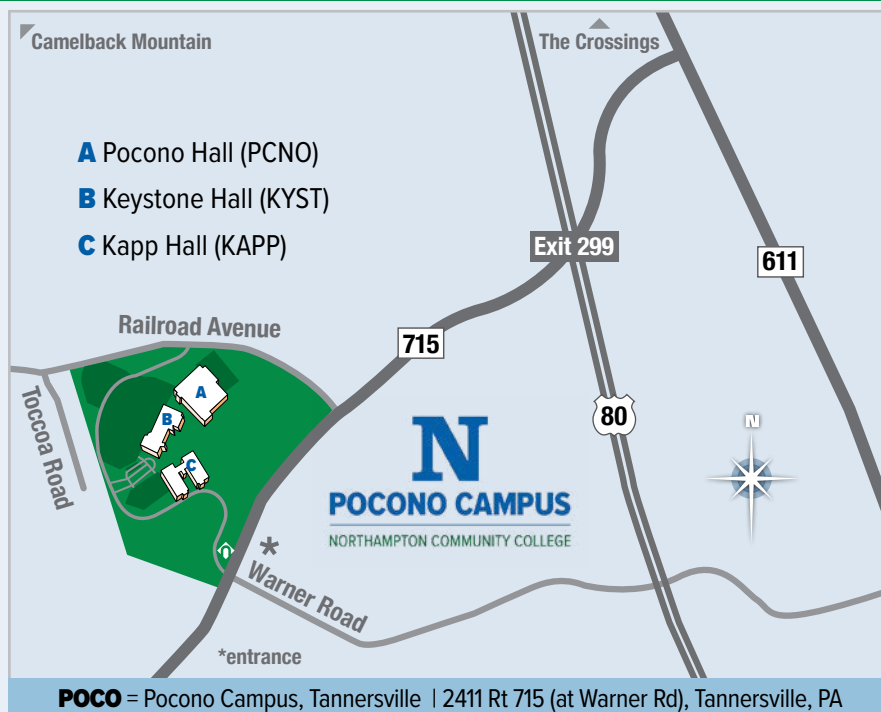 Camelback Mountain
The Crossings
A Pocono Hall (PCNO)
B Keystone Hall (KYST)
C Kapp Hall (KAPP)
Exit 299
611
Railroad Avenue
715
A
B
C
Toccoa Road
80
N
N
POCONO CAMPUS
NORTHAMPTON COMMUNITY COLLEGE
*
Warner Road
*entrance
POCO = Pocono Campus, Tannersville | 2411 Rt 715 (at Warner Rd), Tannersville, PA